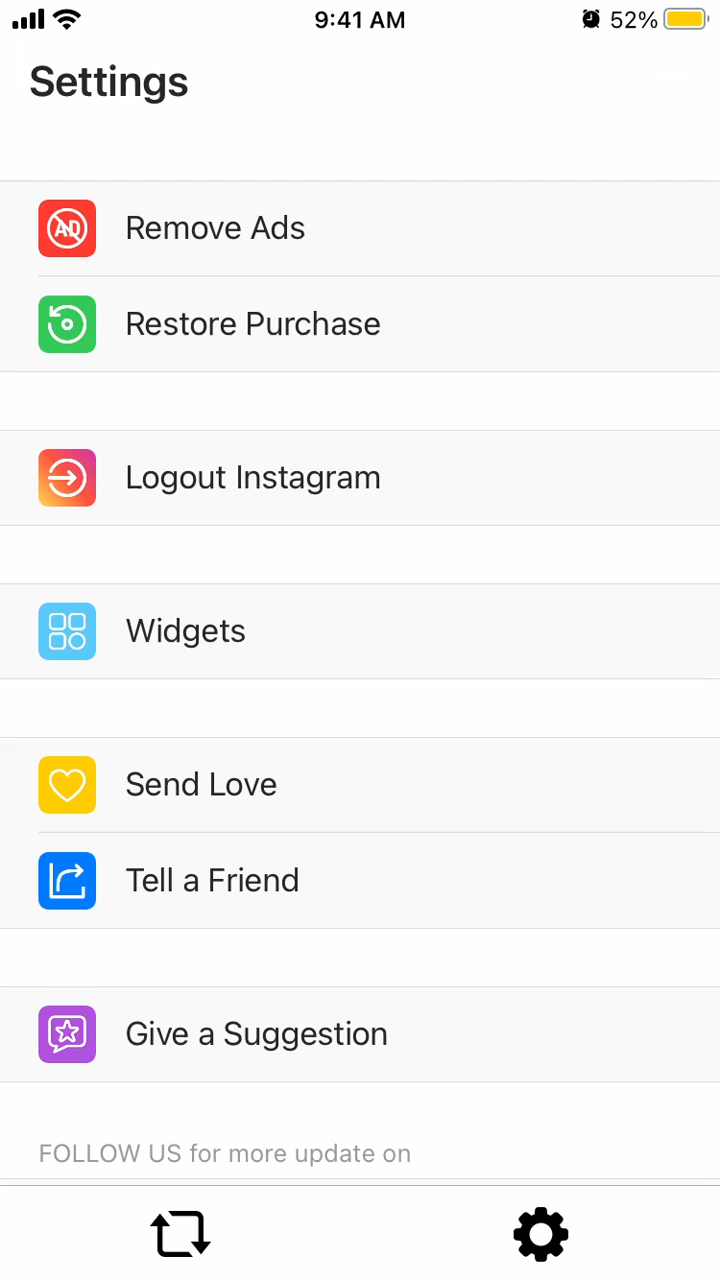 9:41 AM
52%
Settings
AD
Remove Ads
Restore Purchase
Logout Instagram
Widgets
Send Love
Tell a Friend
Give a Suggestion
FOLLOW US for more update on